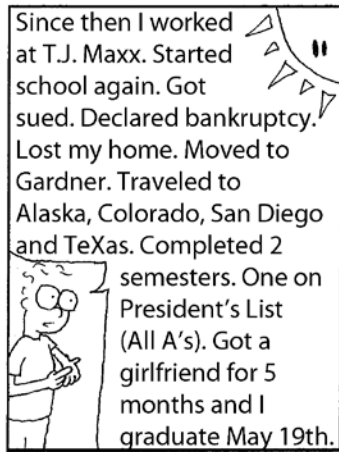 Since then I worked
at T.J. Maxx. Started
school again. Got
sued. Declared bankruptcy.
Lost my home. Moved to
Gardner. Traveled to
Alaska, Colorado, San Diego
and TeXas. Completed 2
semesters. One on
President's List
(All A's). Got a
girlfriend for 5
months and I
graduate May 19th.